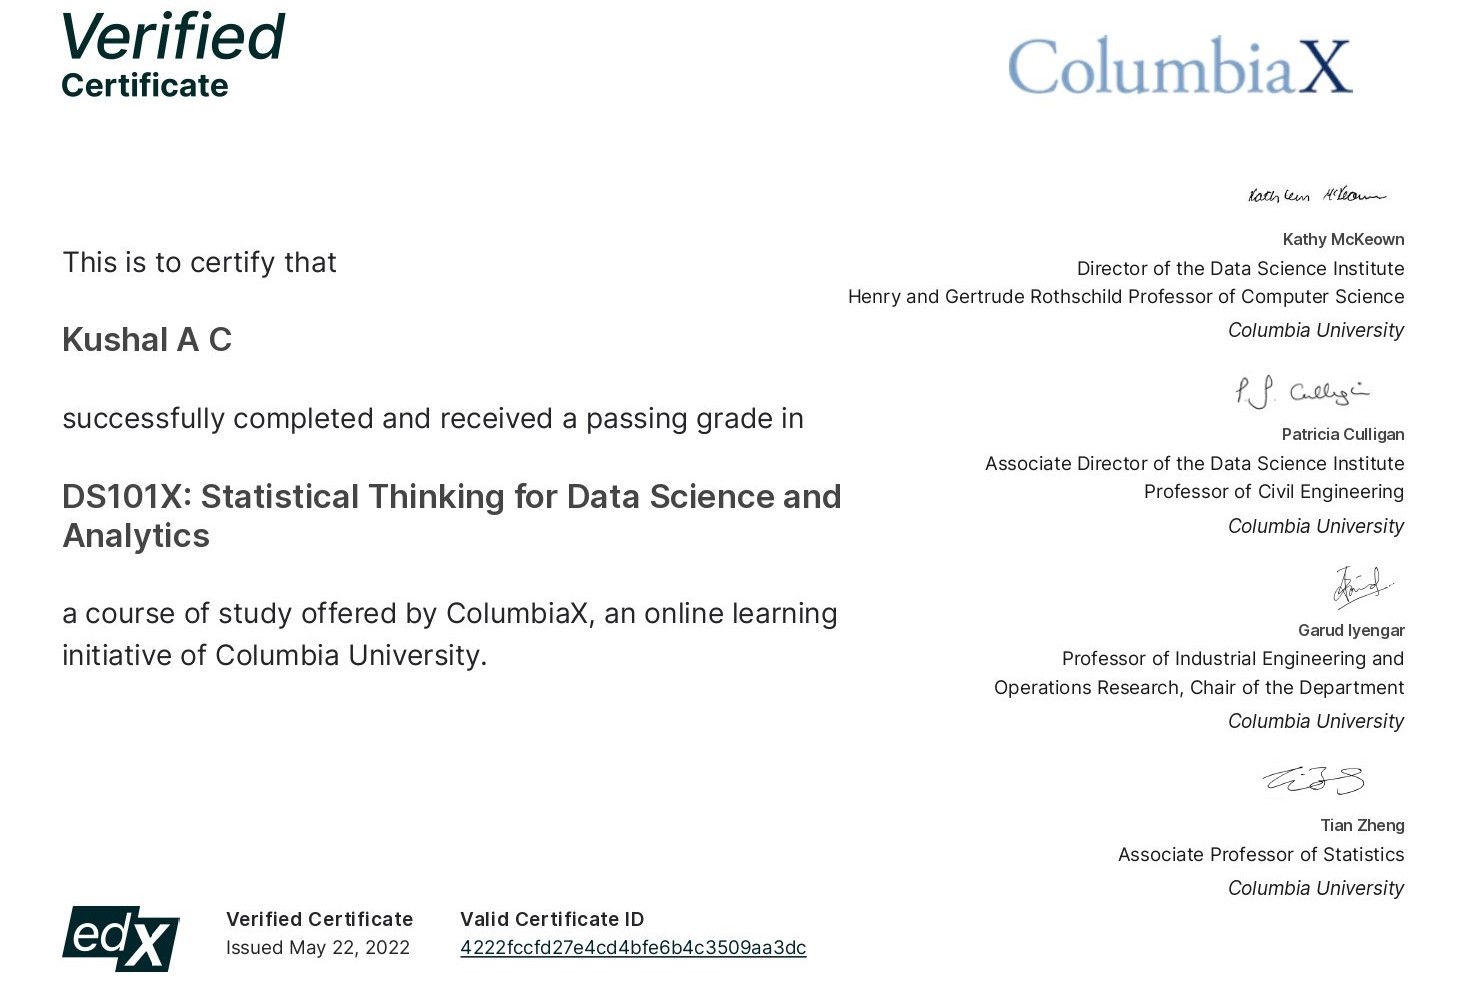 Verified
Certificate
ColumbiaX
This is to certify that
Kushal A C
successfully completed and received a passing grade in
DS101X: Statistical Thinking for Data Science and
Analytics
a course of study offered by ColumbiaX, an online learning
initiative of Columbia University.
Kathleen McKeown
Kathy McKeown
Director of the Data Science Institute
Henry and Gertrude Rothschild Professor of Computer Science
Columbia University
P.J. Culligan
Patricia Culligan
Associate Director of the Data Science Institute
Professor of Civil Engineering
Columbia University
Garud Iyengar
Professor of Industrial Engineering and
Operations Research, Chair of the Department
Columbia University
Tian Zheng
Associate Professor of Statistics
Columbia University
edX
Verified Certificate
Issued May 22, 2022
Valid Certificate ID
4222fccfd27e4cd4bfe6b4c3509aa3dc